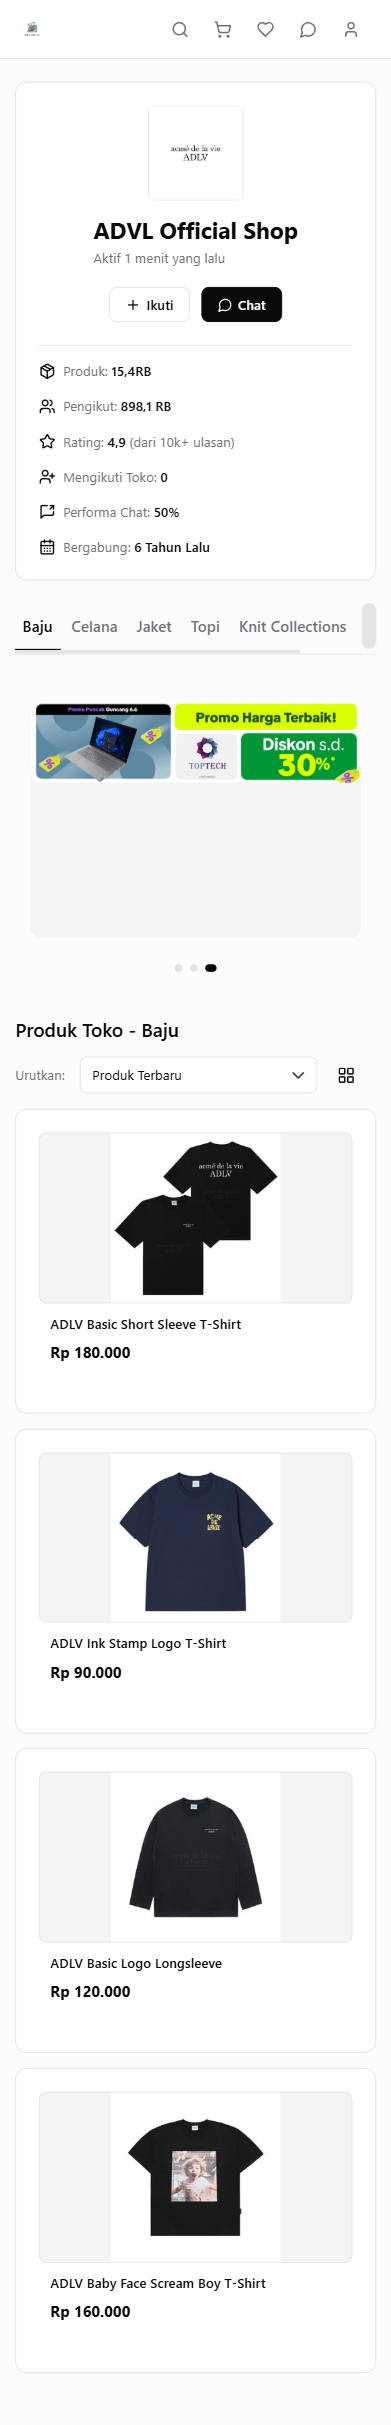 acmé de la vie
ADLV
ADVL Official Shop
Aktif 1 menit yang lalu
Ikuti
Chat
Produk: 15,4RB
Pengikut: 898,1 RB
Rating: 4,9 (dari 10k+ ulasan)
Mengikuti Toko: 0
Performa Chat: 50%
Bergabung: 6 Tahun Lalu
Baju Celana Jaket Topi Knit Collections
Promo Puncak Guncang 6.6
Promo Harga Terbaik!
TOPTECH
Diskon s.d.
30%*
Produk Toko - Baju
Urutkan: Produk Terbaru
acmé de la vie
ADLV
ADLV Basic Short Sleeve T-Shirt
Rp 180.000
ADLV Ink Stamp Logo T-Shirt
Rp 90.000
ADLV Basic Logo Longsleeve
Rp 120.000
ADLV Baby Face Scream Boy T-Shirt
Rp 160.000